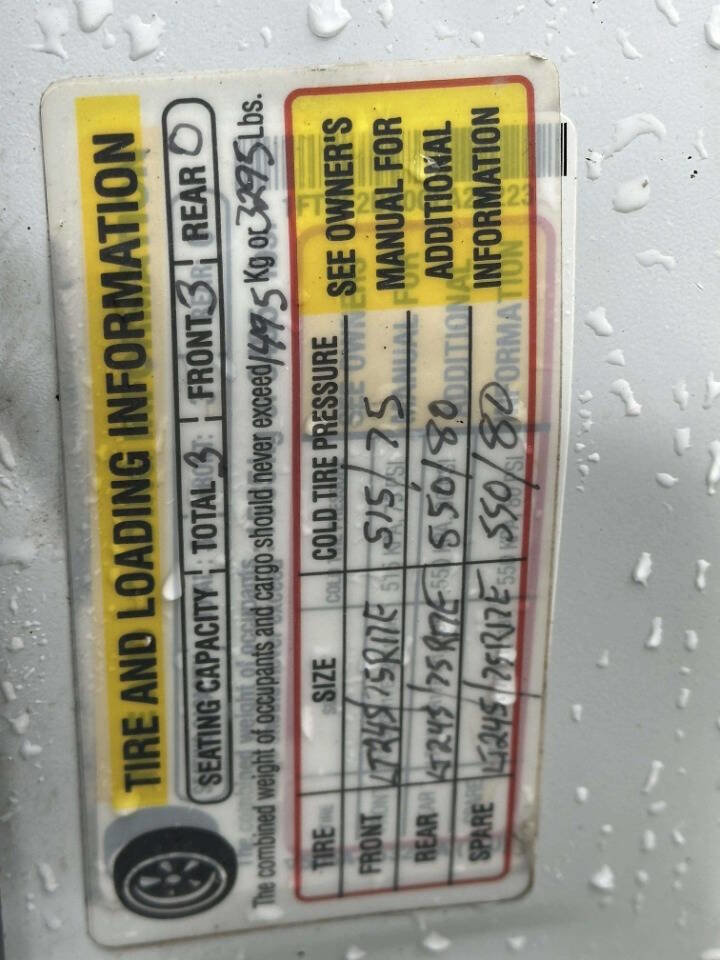 TIRE AND LOADING INFORMATION
SEATING CAPACITY TOTAL 3 FRONT 3 REAR 0
The combined weight of occupants and cargo should never exceed 1495 Kg or 3295 Lbs.
TIRE SIZE COLD TIRE PRESSURE SEE OWNER'S
FRONT LT245/75R17E 515/75 MANUAL FOR
REAR LT245/75R17E 550/80 ADDITIONAL
SPARE LT245/75R17E 550/80 INFORMATION